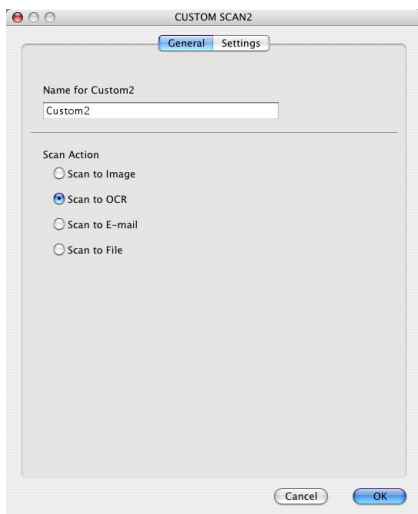 CUSTOM SCAN2
General Settings
Name for Custom2
Custom2
Scan Action
Scan to Image
Scan to OCR
Scan to E-mail
Scan to File
Cancel OK